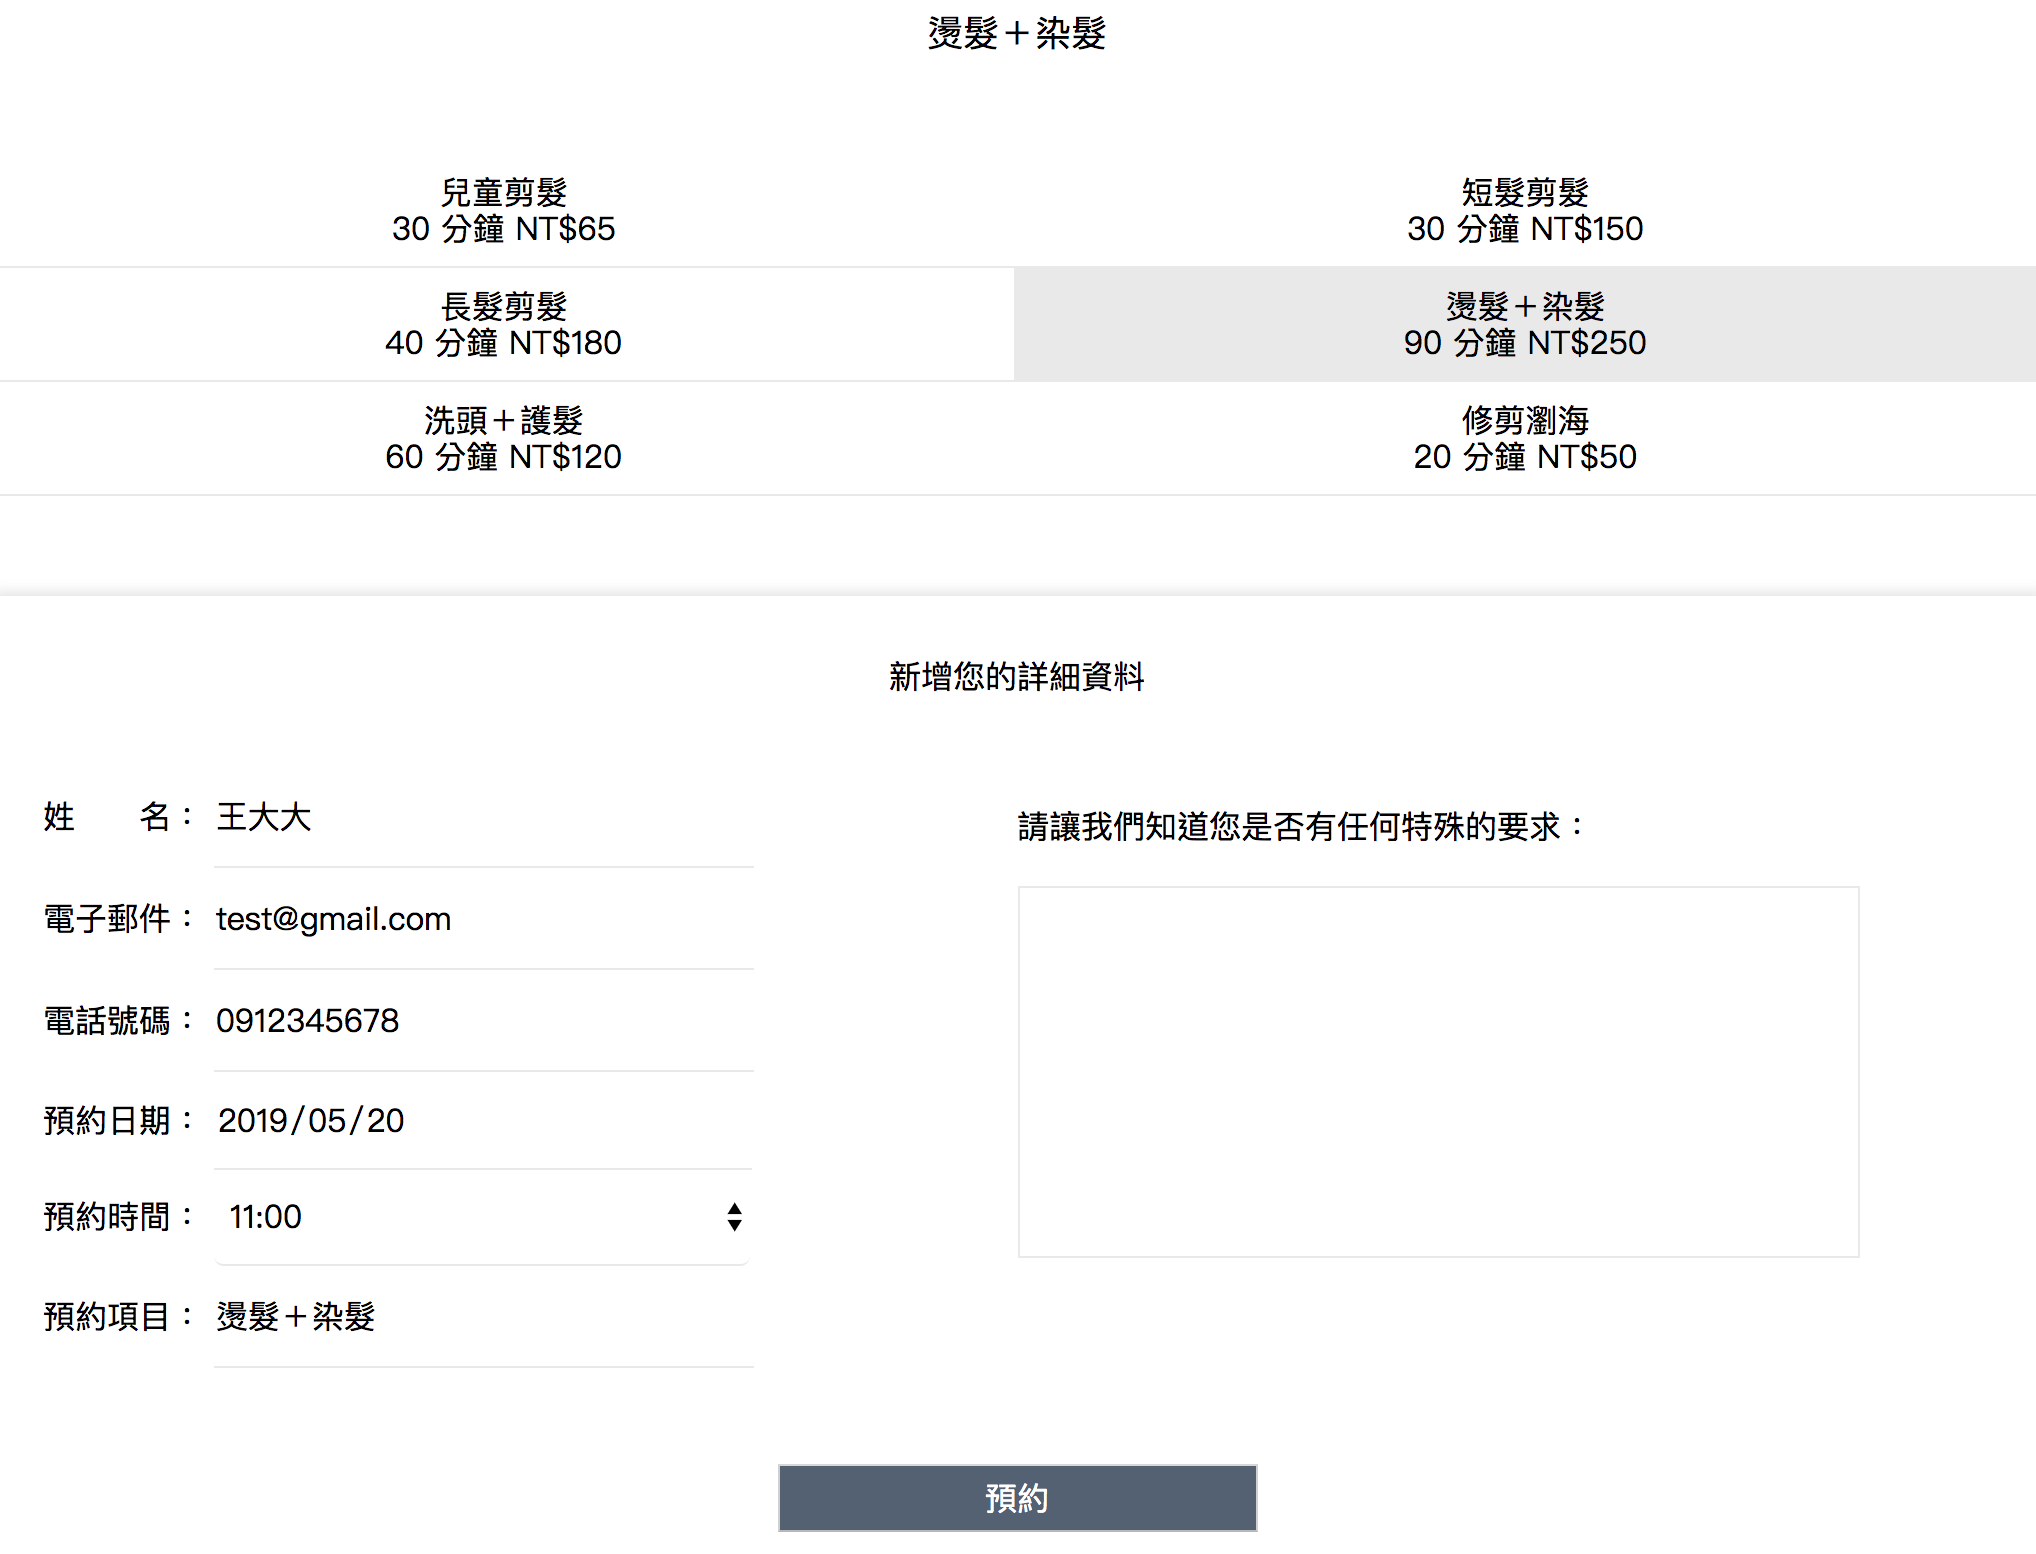 燙髮＋染髮
兒童剪髮
30 分鐘 NT$65
短髮剪髮
30 分鐘 NT$150
長髮剪髮
40 分鐘 NT$180
燙髮＋染髮
90 分鐘 NT$250
洗頭＋護髮
60 分鐘 NT$120
修剪瀏海
20 分鐘 NT$50
新增您的詳細資料
姓　　名： 王大大
電子郵件： test@gmail.com
電話號碼： 0912345678
預約日期： 2019/05/20
預約時間： 11:00
預約項目： 燙髮＋染髮
請讓我們知道您是否有任何特殊的要求：
預約